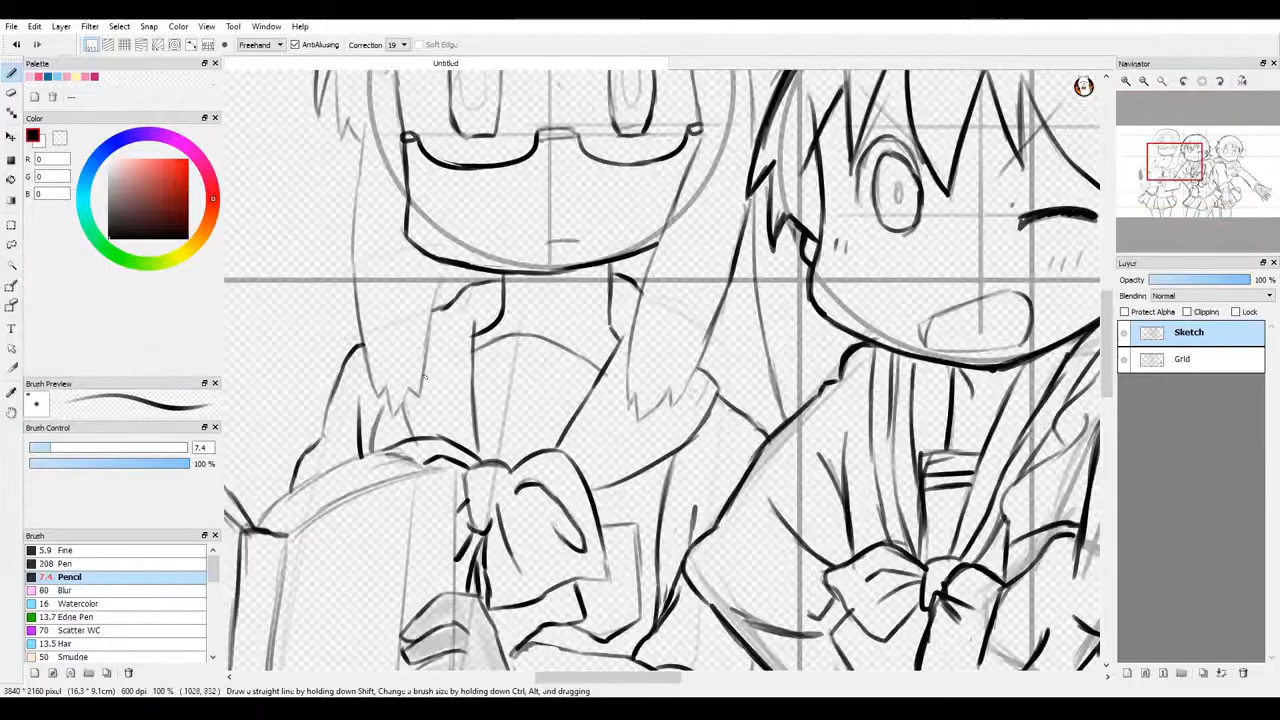 File Edit Layer Filter Select Snap Color View Tool Window Help
Freehand AntiAliasing Correction 19 Soft Edge
Palette
Untitled
Navigator
---
Color
R 0
G 0
B 0
Layer
Opacity 100 %
Blending Normal
Protect Alpha Clipping Lock
Sketch
Grid
Brush Preview
Brush Control
7.4
100 %
Brush
5.9 Fine
208 Pen
7.4 Pencil
80 Blur
16 Watercolor
13.7 Edge Pen
70 Scatter WC
13.5 Hair
50 Smudge
3840 * 2160 pixel (16.3 * 9.1cm) 600 dpi 100 % ( 1028, 832 ) Draw a straight line by holding down Shift, Change a brush size by holding down Ctrl, Alt, and dragging